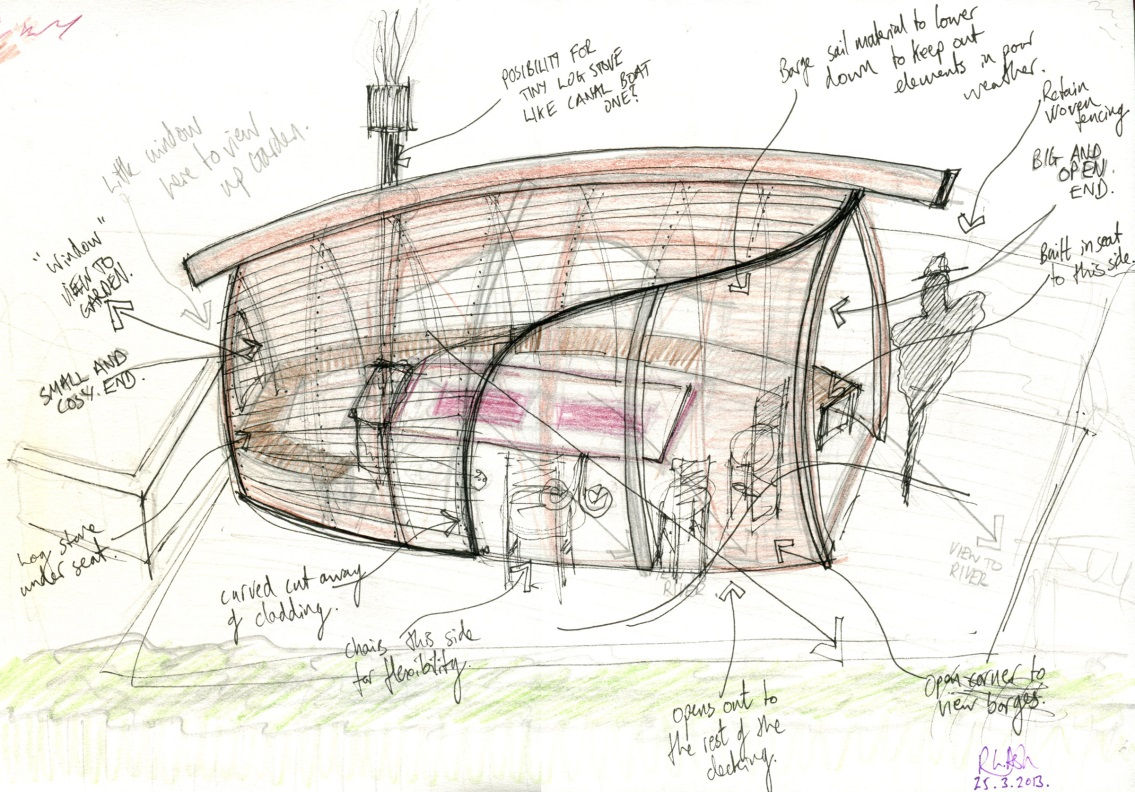 POSIBILITY FOR
TINY LOG STOVE
LIKE CANAL BOAT
ONE?
Barge sail material to lower
down to keep out
elements in poor
weather.
Retain
woven
fencing
BIG AND
OPEN.
END.
Built in seat
to this side.
Little window
here to view
up garden.
"Window"
VIEW TO
GARDEN.
SMALL AND
COSY. END.
Log store
under seat.
curved cut away
of cladding.
chairs this side
for flexibility.
RIVER
VIEW TO
RIVER
opens out to
the rest of the
decking.
Open corner to
view barges.
25.3.2013.